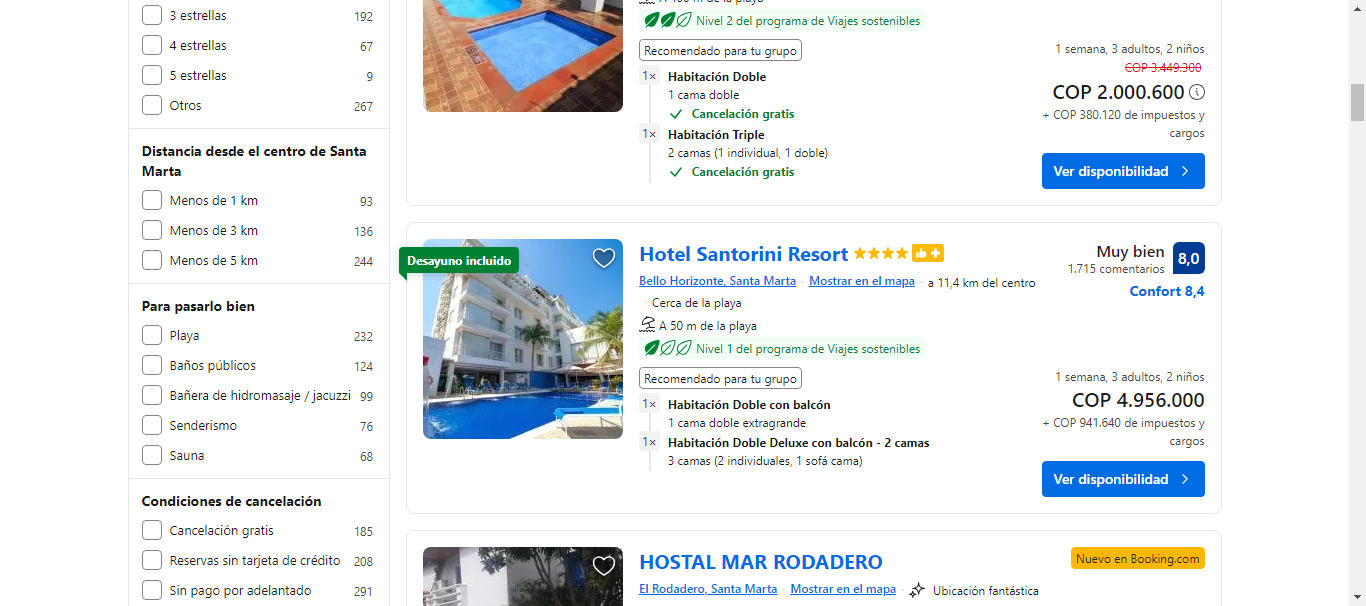 3 estrellas 192
4 estrellas 67
5 estrellas 9
Otros 267
Distancia desde el centro de Santa
Marta
Menos de 1 km 93
Menos de 3 km 136
Menos de 5 km 244
Para pasarlo bien
Playa 232
Baños públicos 124
Bañera de hidromasaje / jacuzzi 99
Senderismo 76
Sauna 68
Condiciones de cancelación
Cancelación gratis 185
Reservas sin tarjeta de crédito 208
Sin pago por adelantado 291
Nivel 2 del programa de Viajes sostenibles
Recomendado para tu grupo
1× Habitación Doble
1 cama doble
Cancelación gratis
1× Habitación Triple
2 camas (1 individual, 1 doble)
Cancelación gratis
1 semana, 3 adultos, 2 niños
COP 3.449.300
COP 2.000.600
+ COP 380.120 de impuestos y
cargos
Ver disponibilidad
Desayuno incluido
Hotel Santorini Resort
Bello Horizonte, Santa Marta · Mostrar en el mapa · a 11,4 km del centro
· Cerca de la playa
A 50 m de la playa
Nivel 1 del programa de Viajes sostenibles
Muy bien 8,0
1.715 comentarios
Confort 8,4
Recomendado para tu grupo
1× Habitación Doble con balcón
1 cama doble extragrande
1× Habitación Doble Deluxe con balcón - 2 camas
3 camas (2 individuales, 1 sofá cama)
1 semana, 3 adultos, 2 niños
COP 4.956.000
+ COP 941.640 de impuestos y
cargos
Ver disponibilidad
HOSTAL MAR RODADERO
Nuevo en Booking.com
El Rodadero, Santa Marta · Mostrar en el mapa · Ubicación fantástica